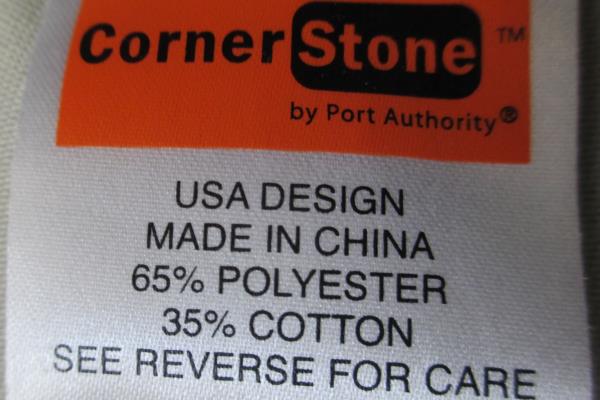 CornerStone™
by Port Authority®
USA DESIGN
MADE IN CHINA
65% POLYESTER
35% COTTON
SEE REVERSE FOR CARE